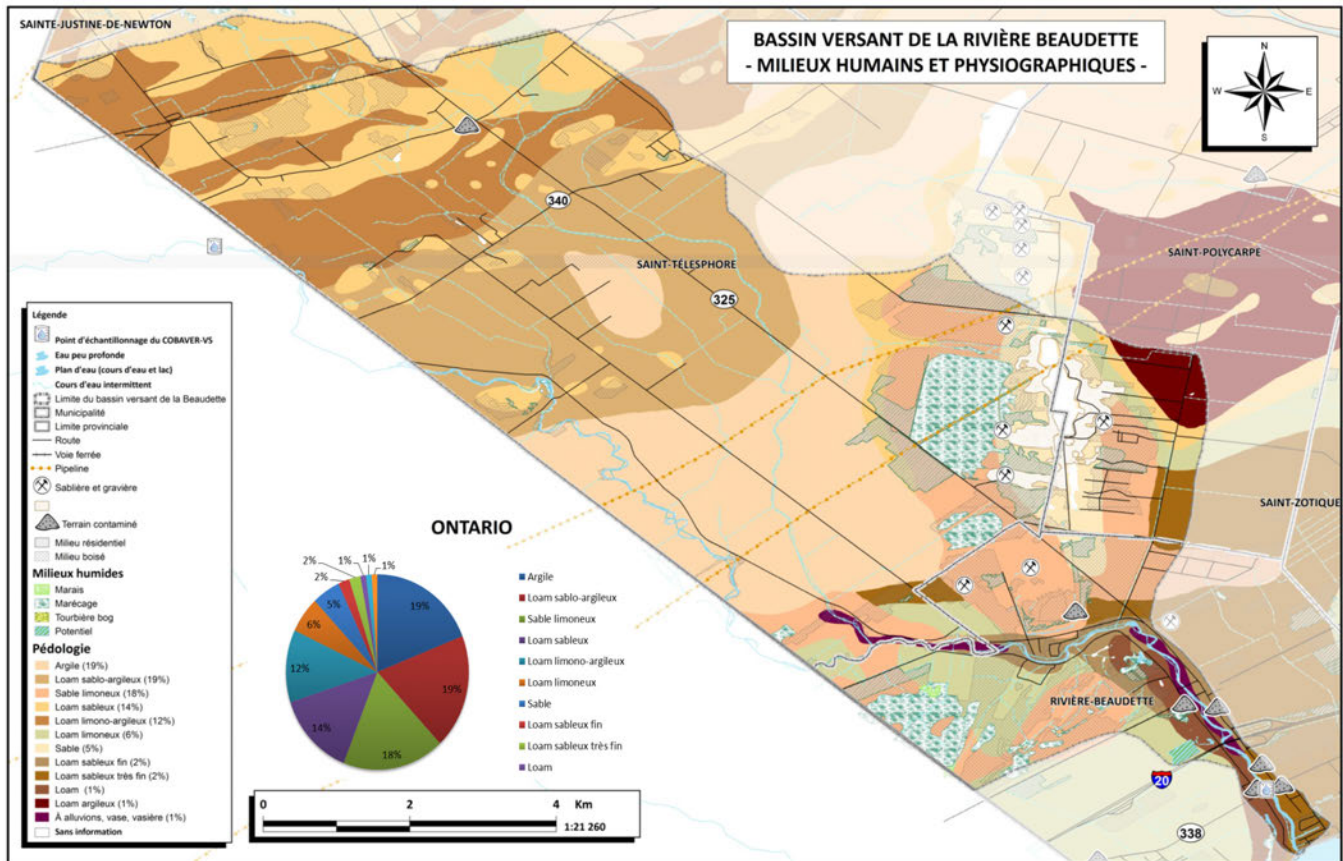 SAINTE-JUSTINE-DE-NEWTON
BASSIN VERSANT DE LA RIVIÈRE BEAUDETTE
- MILIEUX HUMAINS ET PHYSIOGRAPHIQUES -
N
W E
S
340
SAINT-TÉLESPHORE
SAINT-POLYCARPE
325
SAINT-ZOTIQUE
RIVIÈRE-BEAUDETTE
20
338
Légende
Point d'échantillonnage du COBAVER-VS
Eau peu profonde
Plan d'eau (cours d'eau et lac)
Cours d'eau intermittent
Limite du bassin versant de la Beaudette
Municipalité
Limite provinciale
Route
Voie ferrée
Pipeline
Sablière et gravière
Terrain contaminé
Milieu résidentiel
Milieu boisé
Milieux humides
Marais
Marécage
Tourbière bog
Potentiel
Pédologie
Argile (19%)
Loam sablo-argileux (19%)
Sable limoneux (18%)
Loam sableux (14%)
Loam limono-argileux (12%)
Loam limoneux (6%)
Sable (5%)
Loam sableux fin (2%)
Loam sableux très fin (2%)
Loam (1%)
Loam argileux (1%)
À alluvions, vase, vasière (1%)
Sans information
ONTARIO
2% 1% 1%
2% 1%
5%
6%
19%
12%
19%
14%
18%
Argile
Loam sablo-argileux
Sable limoneux
Loam sableux
Loam limono-argileux
Loam limoneux
Sable
Loam sableux fin
Loam sableux très fin
Loam
0 2 4 Km
1:21 260